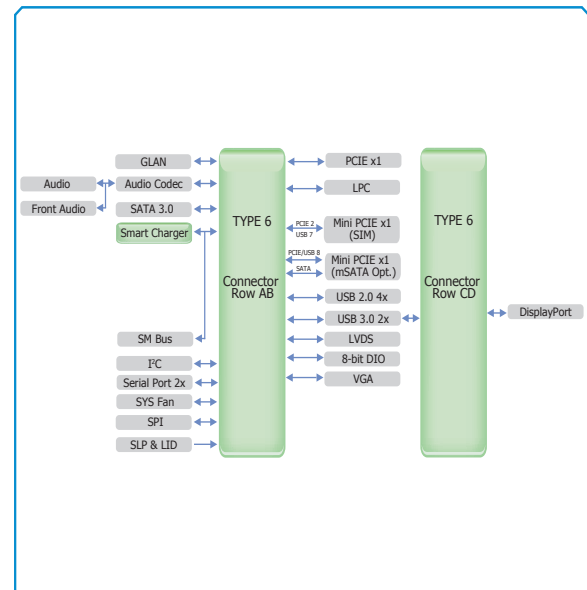 GLAN
Audio
Audio Codec
Front Audio
SATA 3.0
Smart Charger
SM Bus
I²C
Serial Port 2x
SYS Fan
SPI
SLP & LID
TYPE 6
Connector
Row AB
PCIE x1
LPC
PCIE 2
USB 7
Mini PCIE x1
(SIM)
PCIE/USB 8
SATA
Mini PCIE x1
(mSATA Opt.)
USB 2.0 4x
USB 3.0 2x
LVDS
8-bit DIO
VGA
TYPE 6
Connector
Row CD
DisplayPort